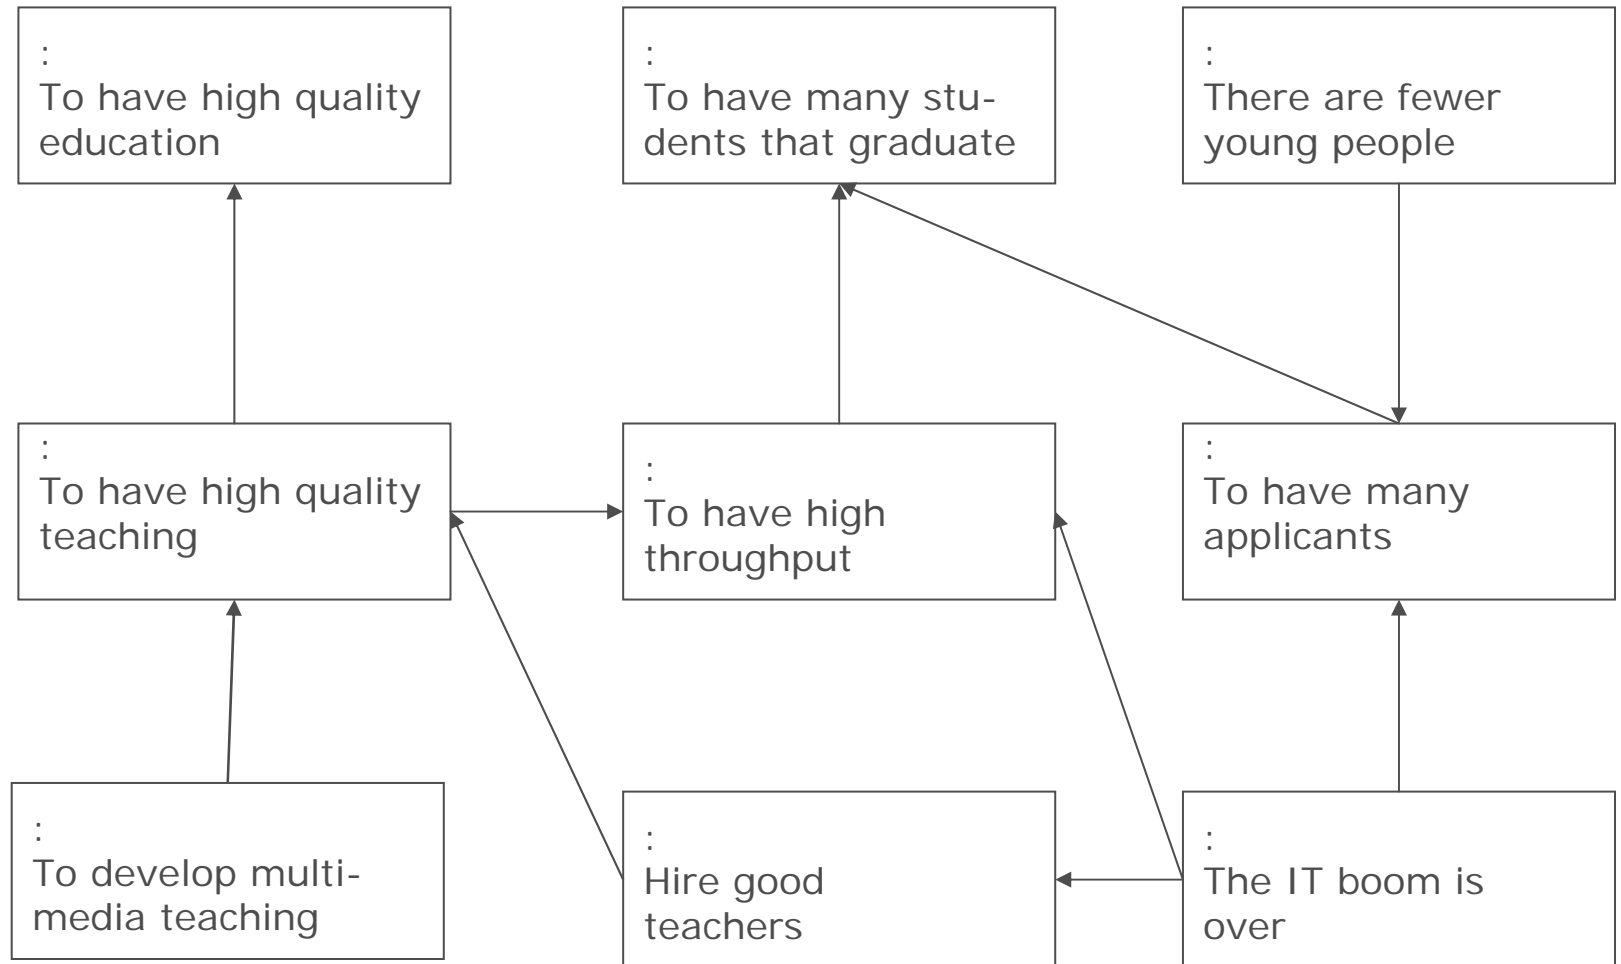 :
To have high quality
education
:
To have many stu-
dents that graduate
:
There are fewer
young people
:
To have high quality
teaching
:
To have high
throughput
:
To have many
applicants
:
To develop multi-
media teaching
:
Hire good
teachers
:
The IT boom is
over